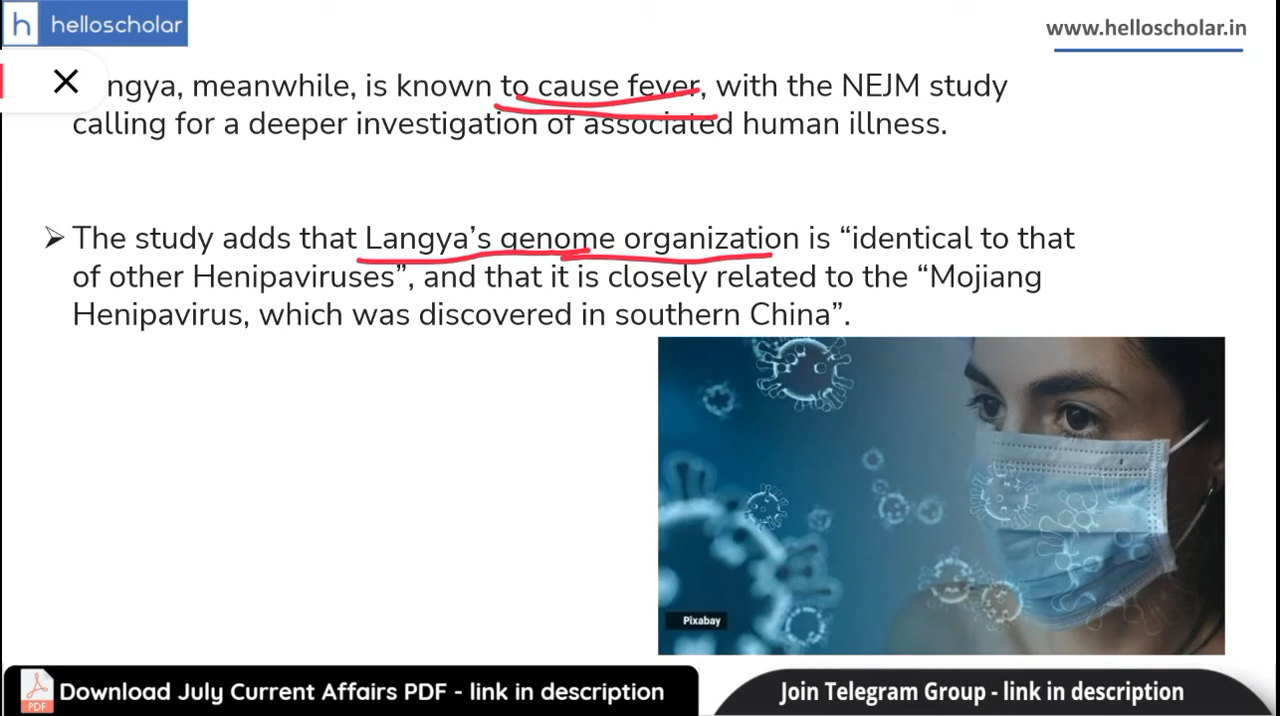 h helloscholar
www.helloscholar.in
ngya, meanwhile, is known to cause fever, with the NEJM study
calling for a deeper investigation of associated human illness.
➢ The study adds that Langya’s genome organization is “identical to that
of other Henipaviruses”, and that it is closely related to the “Mojiang
Henipavirus, which was discovered in southern China”.
Pixabay
PDF
Download July Current Affairs PDF - link in description
Join Telegram Group - link in description